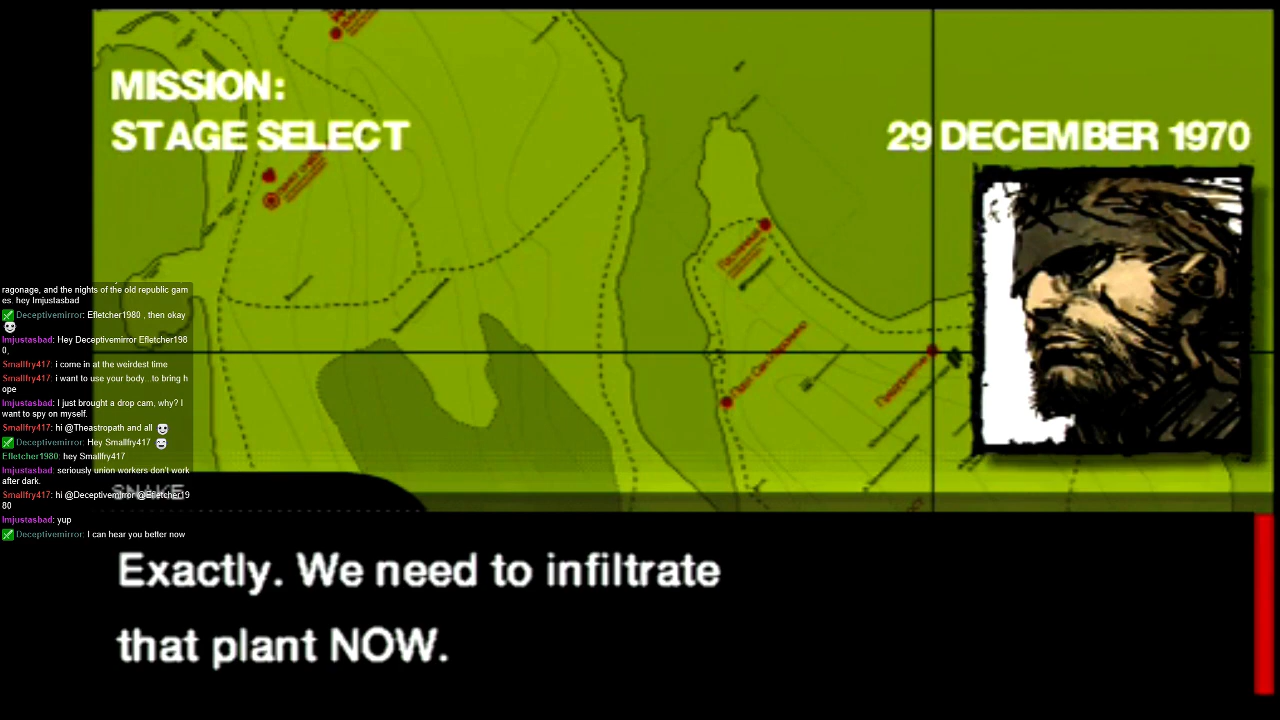 MISSION:
STAGE SELECT
29 DECEMBER 1970
ragonage, and the nights of the old republic gam
es. hey Imjustasbad
Deceptivemirror: Efletcher1980 , then okay
Imjustasbad: Hey Deceptivemirror Efletcher198
0,
Smallfry417: i come in at the weirdest time
Smallfry417: i want to use your body...to bring h
ope
Imjustasbad: I just brought a drop cam, why? I
want to spy on myself.
Smallfry417: hi @Theastropath and all
Deceptivemirror: Hey Smallfry417
Efletcher1980: hey Smallfry417
Imjustasbad: seriously union workers don't work
after dark.
Smallfry417: hi @Deceptivemirror @Efletcher19
80
Imjustasbad: yup
Deceptivemirror: I can hear you better now
SNAKE
Exactly. We need to infiltrate
that plant NOW.